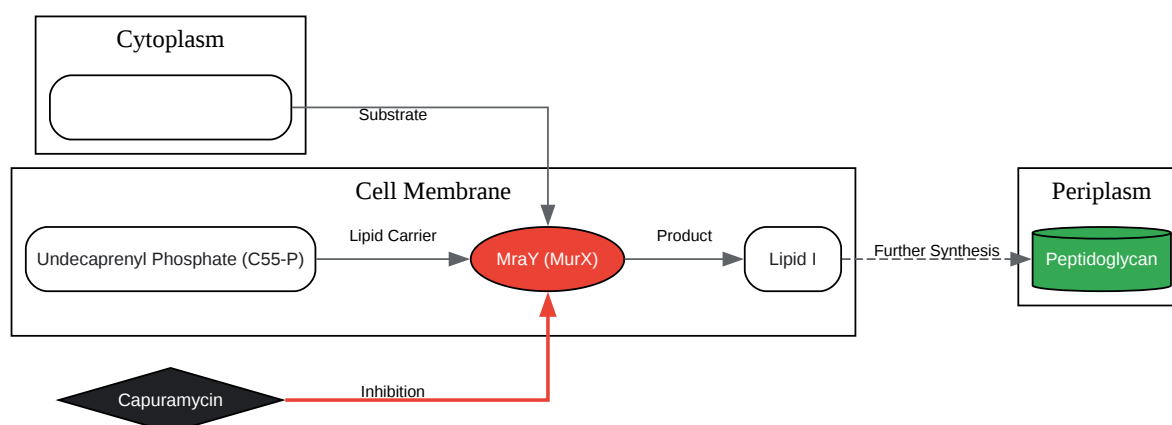 Cytoplasm
Substrate
Cell Membrane
Periplasm
Undecaprenyl Phosphate (C55-P)
Lipid Carrier
MraY (MurX)
Product
Lipid I
Further Synthesis
Peptidoglycan
Capuramycin
Inhibition